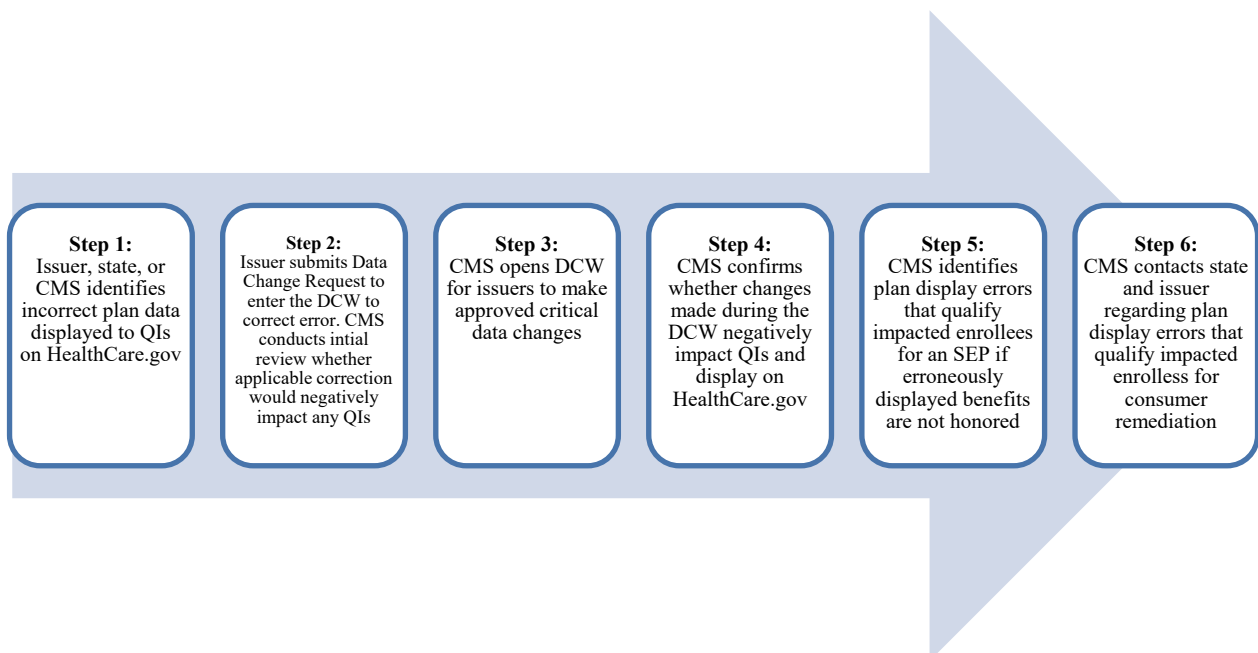 Step 1:
Issuer, state, or
CMS identifies
incorrect plan data
displayed to QIs
on HealthCare.gov
Step 2:
Issuer submits Data
Change Request to
enter the DCW to
correct error. CMS
conducts intial
review whether
applicable correction
would negatively
impact any QIs
Step 3:
CMS opens DCW
for issuers to make
approved critical
data changes
Step 4:
CMS confirms
whether changes
made during the
DCW negatively
impact QIs and
display on
HealthCare.gov
Step 5:
CMS identifies
plan display errors
that qualify
impacted enrollees
for an SEP if
erroneously
displayed benefits
are not honored
Step 6:
CMS contacts state
and issuer
regarding plan
display errors that
qualify impacted
enrolless for
consumer
remediation